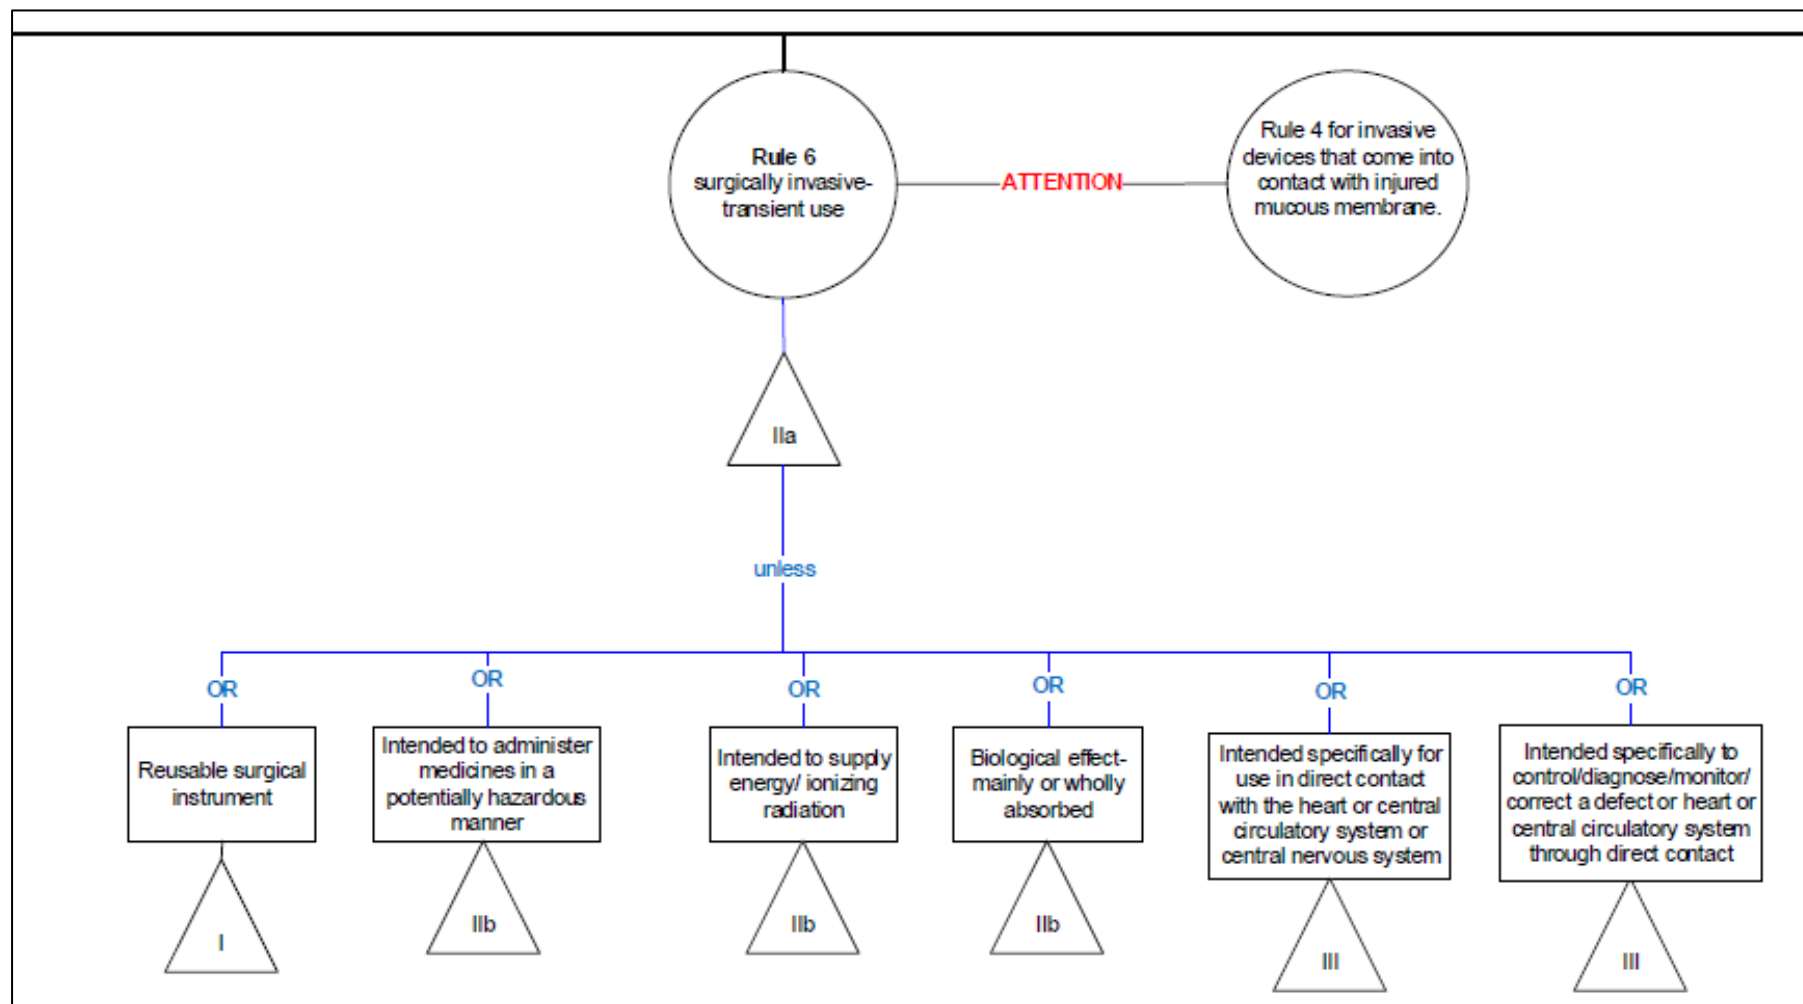 Rule 6
surgically invasive-
transient use
ATTENTION
Rule 4 for invasive
devices that come into
contact with injured
mucous membrane.
IIa
unless
OR
OR
OR
OR
OR
OR
Reusable surgical
instrument
Intended to administer
medicines in a
potentially hazardous
manner
Intended to supply
energy/ ionizing
radiation
Biological effect-
mainly or wholly
absorbed
Intended specifically for
use in direct contact
with the heart or central
circulatory system or
central nervous system
Intended specifically to
control/diagnose/monitor/
correct a defect or heart or
central circulatory system
through direct contact
I
IIb
IIb
IIb
III
III